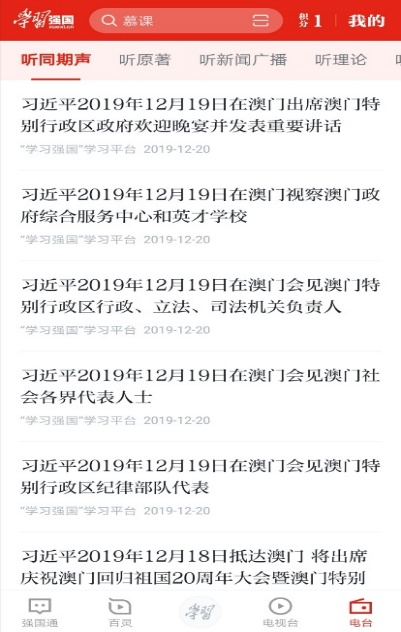 学习强国 慕课 积分 1 我的
xuexi.cn
听同期声 听原著 听新闻广播 听理论
习近平2019年12月19日在澳门出席澳门特
别行政区政府欢迎晚宴并发表重要讲话
“学习强国”学习平台 2019-12-20
习近平2019年12月19日在澳门视察澳门政
府综合服务中心和英才学校
“学习强国”学习平台 2019-12-20
习近平2019年12月19日在澳门会见澳门特
别行政区行政、立法、司法机关负责人
“学习强国”学习平台 2019-12-20
习近平2019年12月19日在澳门会见澳门社
会各界代表人士
“学习强国”学习平台 2019-12-20
习近平2019年12月19日在澳门会见澳门特
别行政区纪律部队代表
“学习强国”学习平台 2019-12-20
习近平2019年12月18日抵达澳门 将出席
庆祝澳门回归祖国20周年大会暨澳门特别
强国通 百灵 学習 电视台 电台